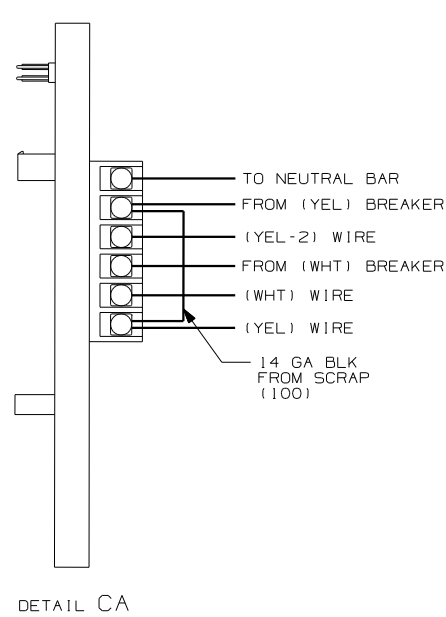 TO NEUTRAL BAR
FROM (YEL) BREAKER
(YEL-2) WIRE
FROM (WHT) BREAKER
(WHT) WIRE
(YEL) WIRE
14 GA BLK
FROM SCRAP
(100)
DETAIL CA